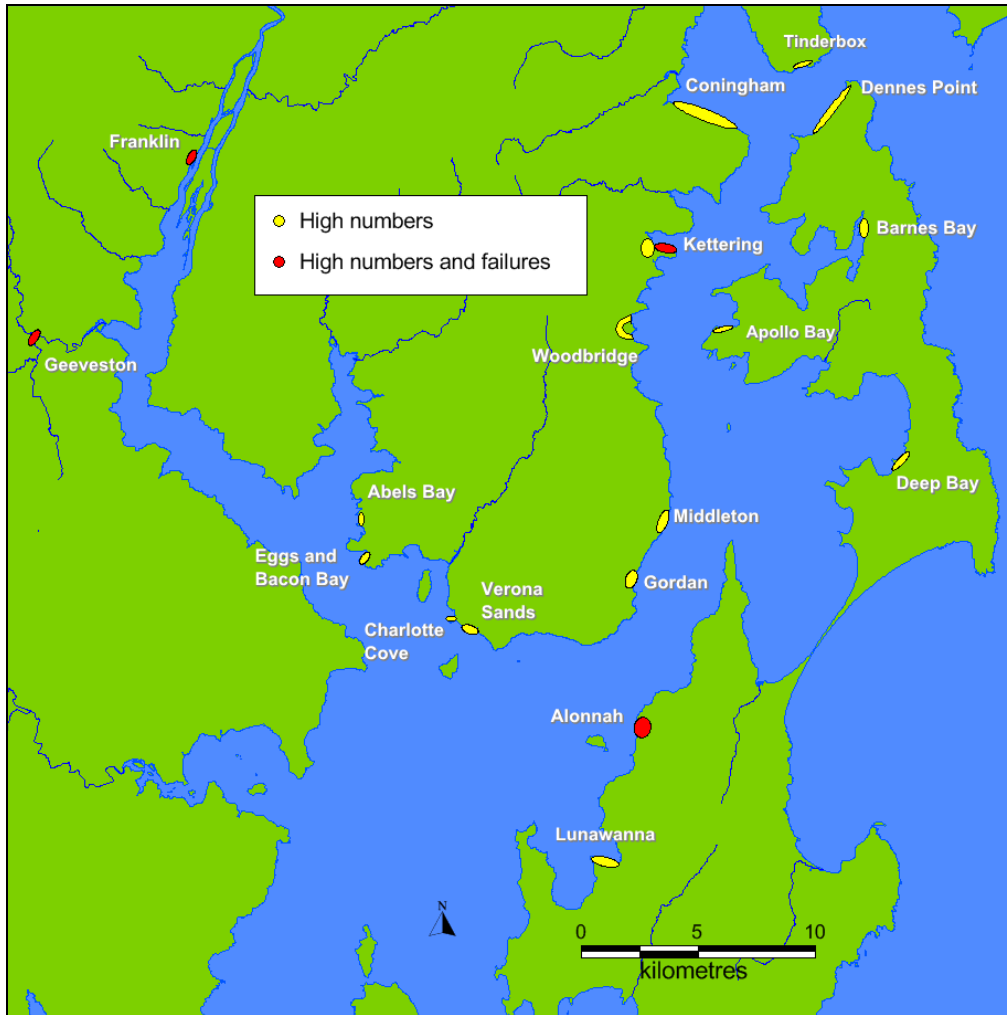 Tinderbox
Coningham
Dennes Point
Franklin
High numbers
High numbers and failures
Barnes Bay
Kettering
Apollo Bay
Woodbridge
Geeveston
Abels Bay
Deep Bay
Middleton
Eggs and
Bacon Bay
Gordan
Verona
Sands
Charlotte
Cove
Alonnah
Lunawanna
N
0 5 10
kilometres